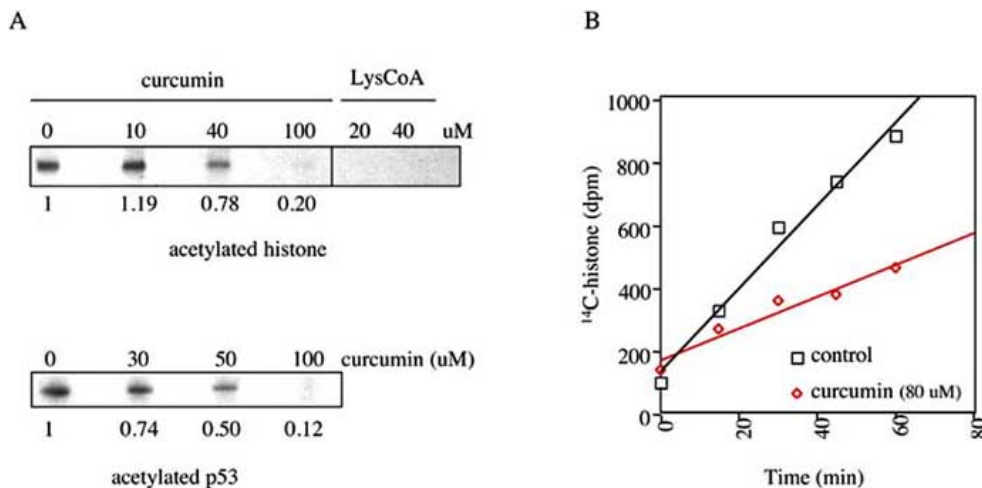 A
curcumin LysCoA
0 10 40 100 20 40 uM
1 1.19 0.78 0.20
acetylated histone
0 30 50 100 curcumin (uM)
1 0.74 0.50 0.12
acetylated p53
B
1000
800
600
400
200
0
¹⁴C-histone (dpm)
control
curcumin (80 uM)
0 20 40 60 80
Time (min)